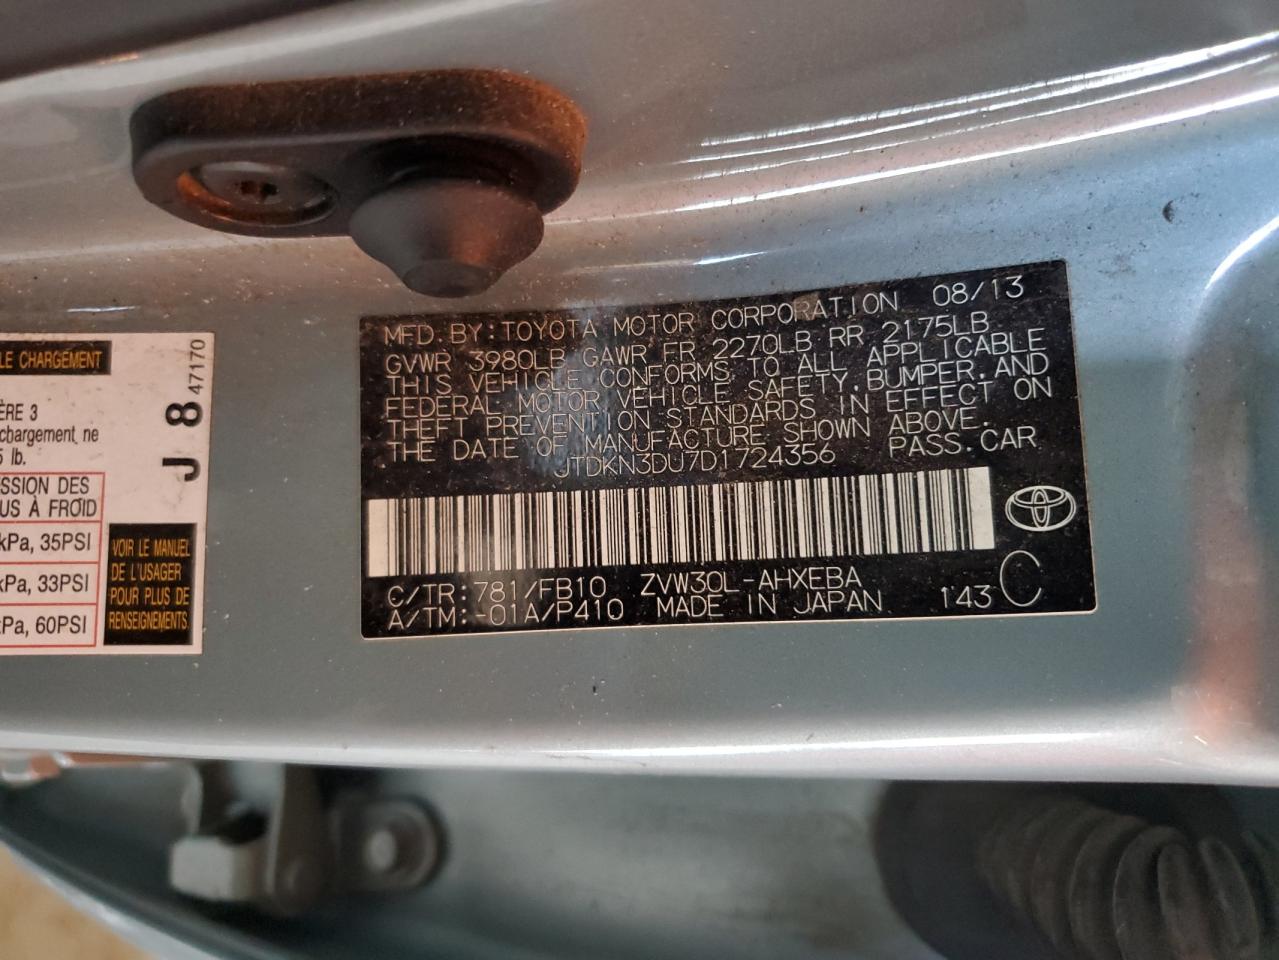 LE CHARGEMENT
ÈRE 3
chargement ne
5 lb.
SSION DES
US À FROID
kPa, 35PSI
kPa, 33PSI
kPa, 60PSI
J 8 47170
VOIR LE MANUEL
DE L'USAGER
POUR PLUS DE
RENSEIGNEMENTS
MFD. BY: TOYOTA MOTOR CORPORATION 08/13
GVWR 3980LB GAWR FR 2270LB RR 2175LB
THIS VEHICLE CONFORMS TO ALL APPLICABLE
FEDERAL MOTOR VEHICLE SAFETY, BUMPER, AND
THEFT PREVENTION STANDARDS IN EFFECT ON
THE DATE OF MANUFACTURE SHOWN ABOVE.
JTDKN3DU7D1724356 PASS. CAR
C/TR: 781/FB10 ZVW30L-AHXEBA
A/TM: -01A/P410 MADE IN JAPAN 143 C